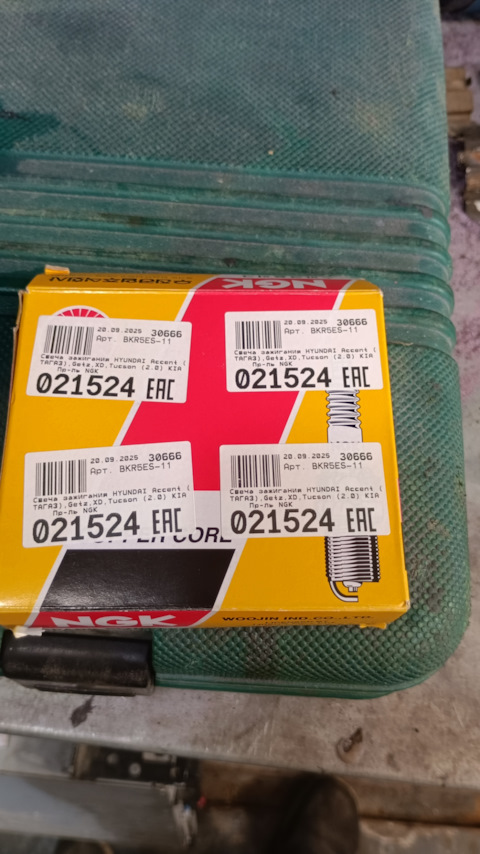 NGK
NGK
20.09.2025 30666
Арт. BKR5ES-11
Свеча зажигания HYUNDAI Accent (
ТАГАЗ),Getz,XD,Tucson (2.0) KIA
Пр-ль NGK
021524 EAC
20.09.2025 30666
Арт. BKR5ES-11
Свеча зажигания HYUNDAI Accent (
ТАГАЗ),Getz,XD,Tucson (2.0) KIA
Пр-ль NGK
021524 EAC
20.09.2025 30666
Арт. BKR5ES-11
Свеча зажигания HYUNDAI Accent (
ТАГАЗ),Getz,XD,Tucson (2.0) KIA
Пр-ль NGK
021524 EAC
20.09.2025 30666
Арт. BKR5ES-11
Свеча зажигания HYUNDAI Accent (
ТАГАЗ),Getz,XD,Tucson (2.0) KIA
Пр-ль NGK
021524 EAC
CORE
NGK
WOOJIN IND.CO.,LTD.